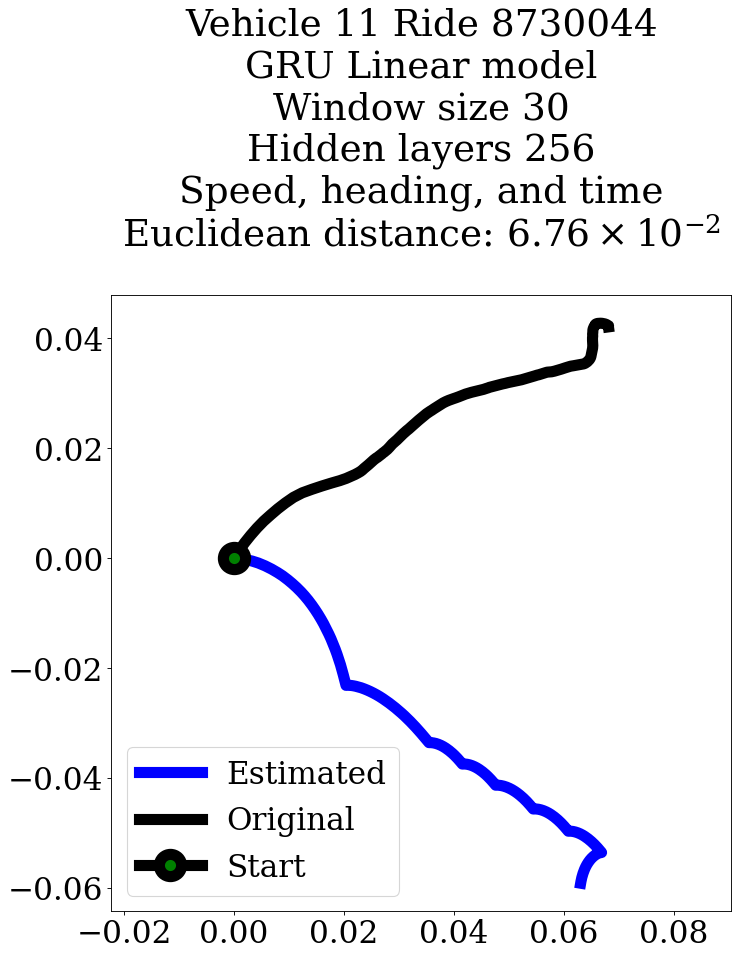 Vehicle 11 Ride 8730044
GRU Linear model
Window size 30
Hidden layers 256
Speed, heading, and time
Euclidean distance: 6.76 × 10⁻²
0.04
0.02
0.00
−0.02
−0.04
−0.06
Estimated
Original
Start
−0.02 0.00 0.02 0.04 0.06 0.08